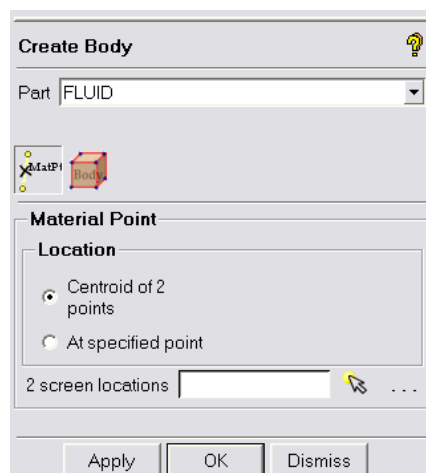 Create Body
Part FLUID
MatPt Body
Material Point
Location
Centroid of 2
points
At specified point
2 screen locations ...
Apply OK Dismiss